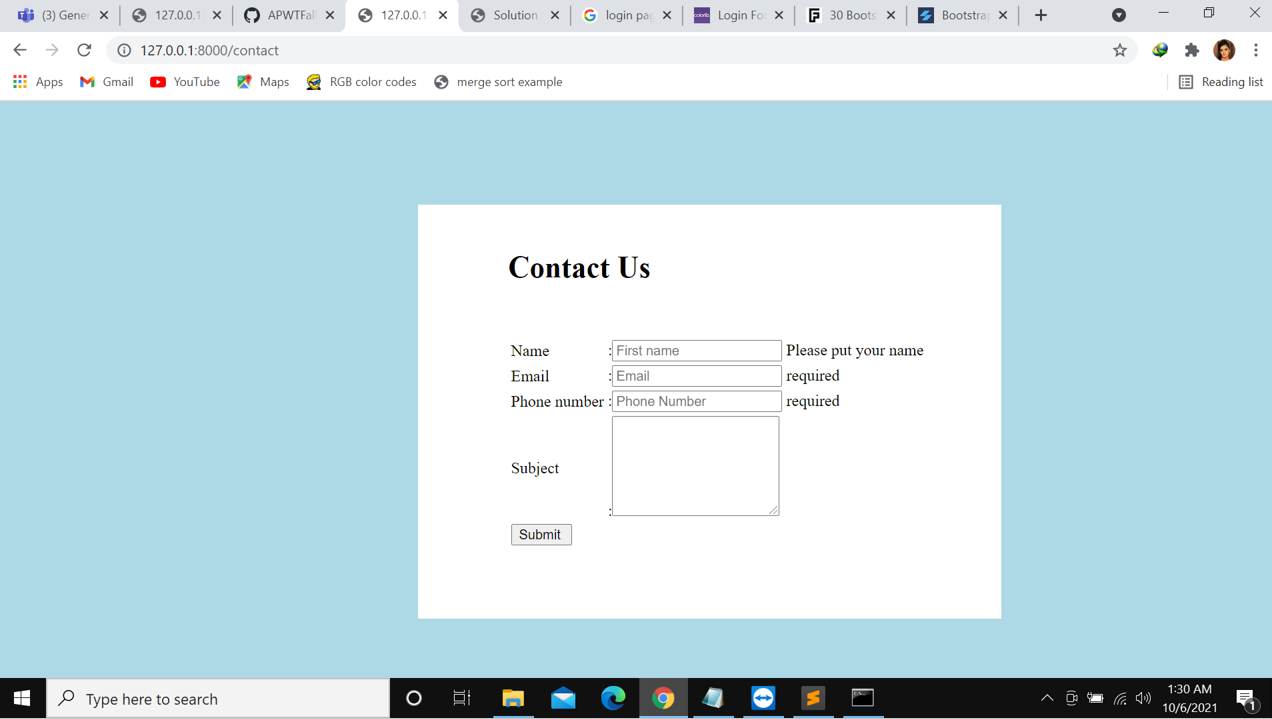 (3) Gener
127.0.0.1:
APWTFall
127.0.0.1:
Solution
login pag
Login For
30 Boots
Bootstrap
127.0.0.1:8000/contact
Apps
Gmail
YouTube
Maps
RGB color codes
merge sort example
Reading list
Contact Us
Name :First name Please put your name
Email :Email required
Phone number :Phone Number required
Subject :
Submit
Type here to search
1:30 AM
10/6/2021
1